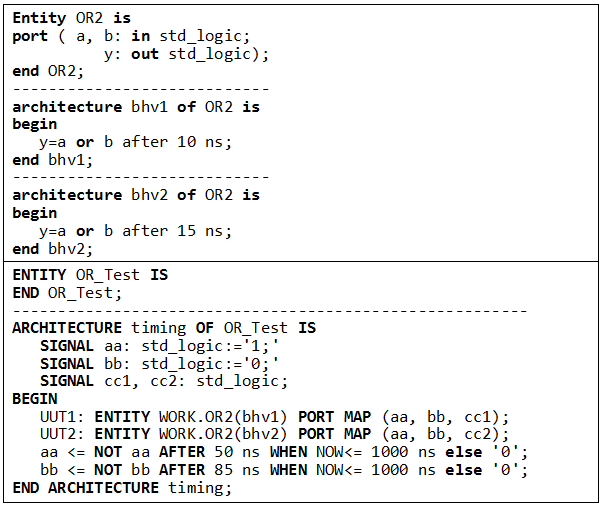 Entity OR2 is
port ( a, b: in std_logic;
         y: out std_logic);
end OR2;
----------------------------
architecture bhv1 of OR2 is
begin
   y=a or b after 10 ns;
end bhv1;
----------------------------
architecture bhv2 of OR2 is
begin
   y=a or b after 15 ns;
end bhv2;
ENTITY OR_Test IS
END OR_Test;
-------------------------------------------------------
ARCHITECTURE timing OF OR_Test IS
   SIGNAL aa: std_logic:='1;'
   SIGNAL bb: std_logic:='0;'
   SIGNAL cc1, cc2: std_logic;
BEGIN
   UUT1: ENTITY WORK.OR2(bhv1) PORT MAP (aa, bb, cc1);
   UUT2: ENTITY WORK.OR2(bhv2) PORT MAP (aa, bb, cc2);
   aa <= NOT aa AFTER 50 ns WHEN NOW<= 1000 ns else '0';
   bb <= NOT bb AFTER 85 ns WHEN NOW<= 1000 ns else '0';
END ARCHITECTURE timing;